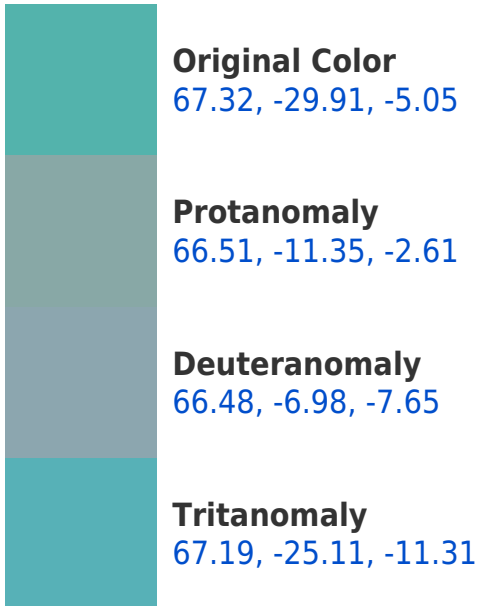 Original Color
67.32, -29.91, -5.05
Protanomaly
66.51, -11.35, -2.61
Deuteranomaly
66.48, -6.98, -7.65
Tritanomaly
67.19, -25.11, -11.31